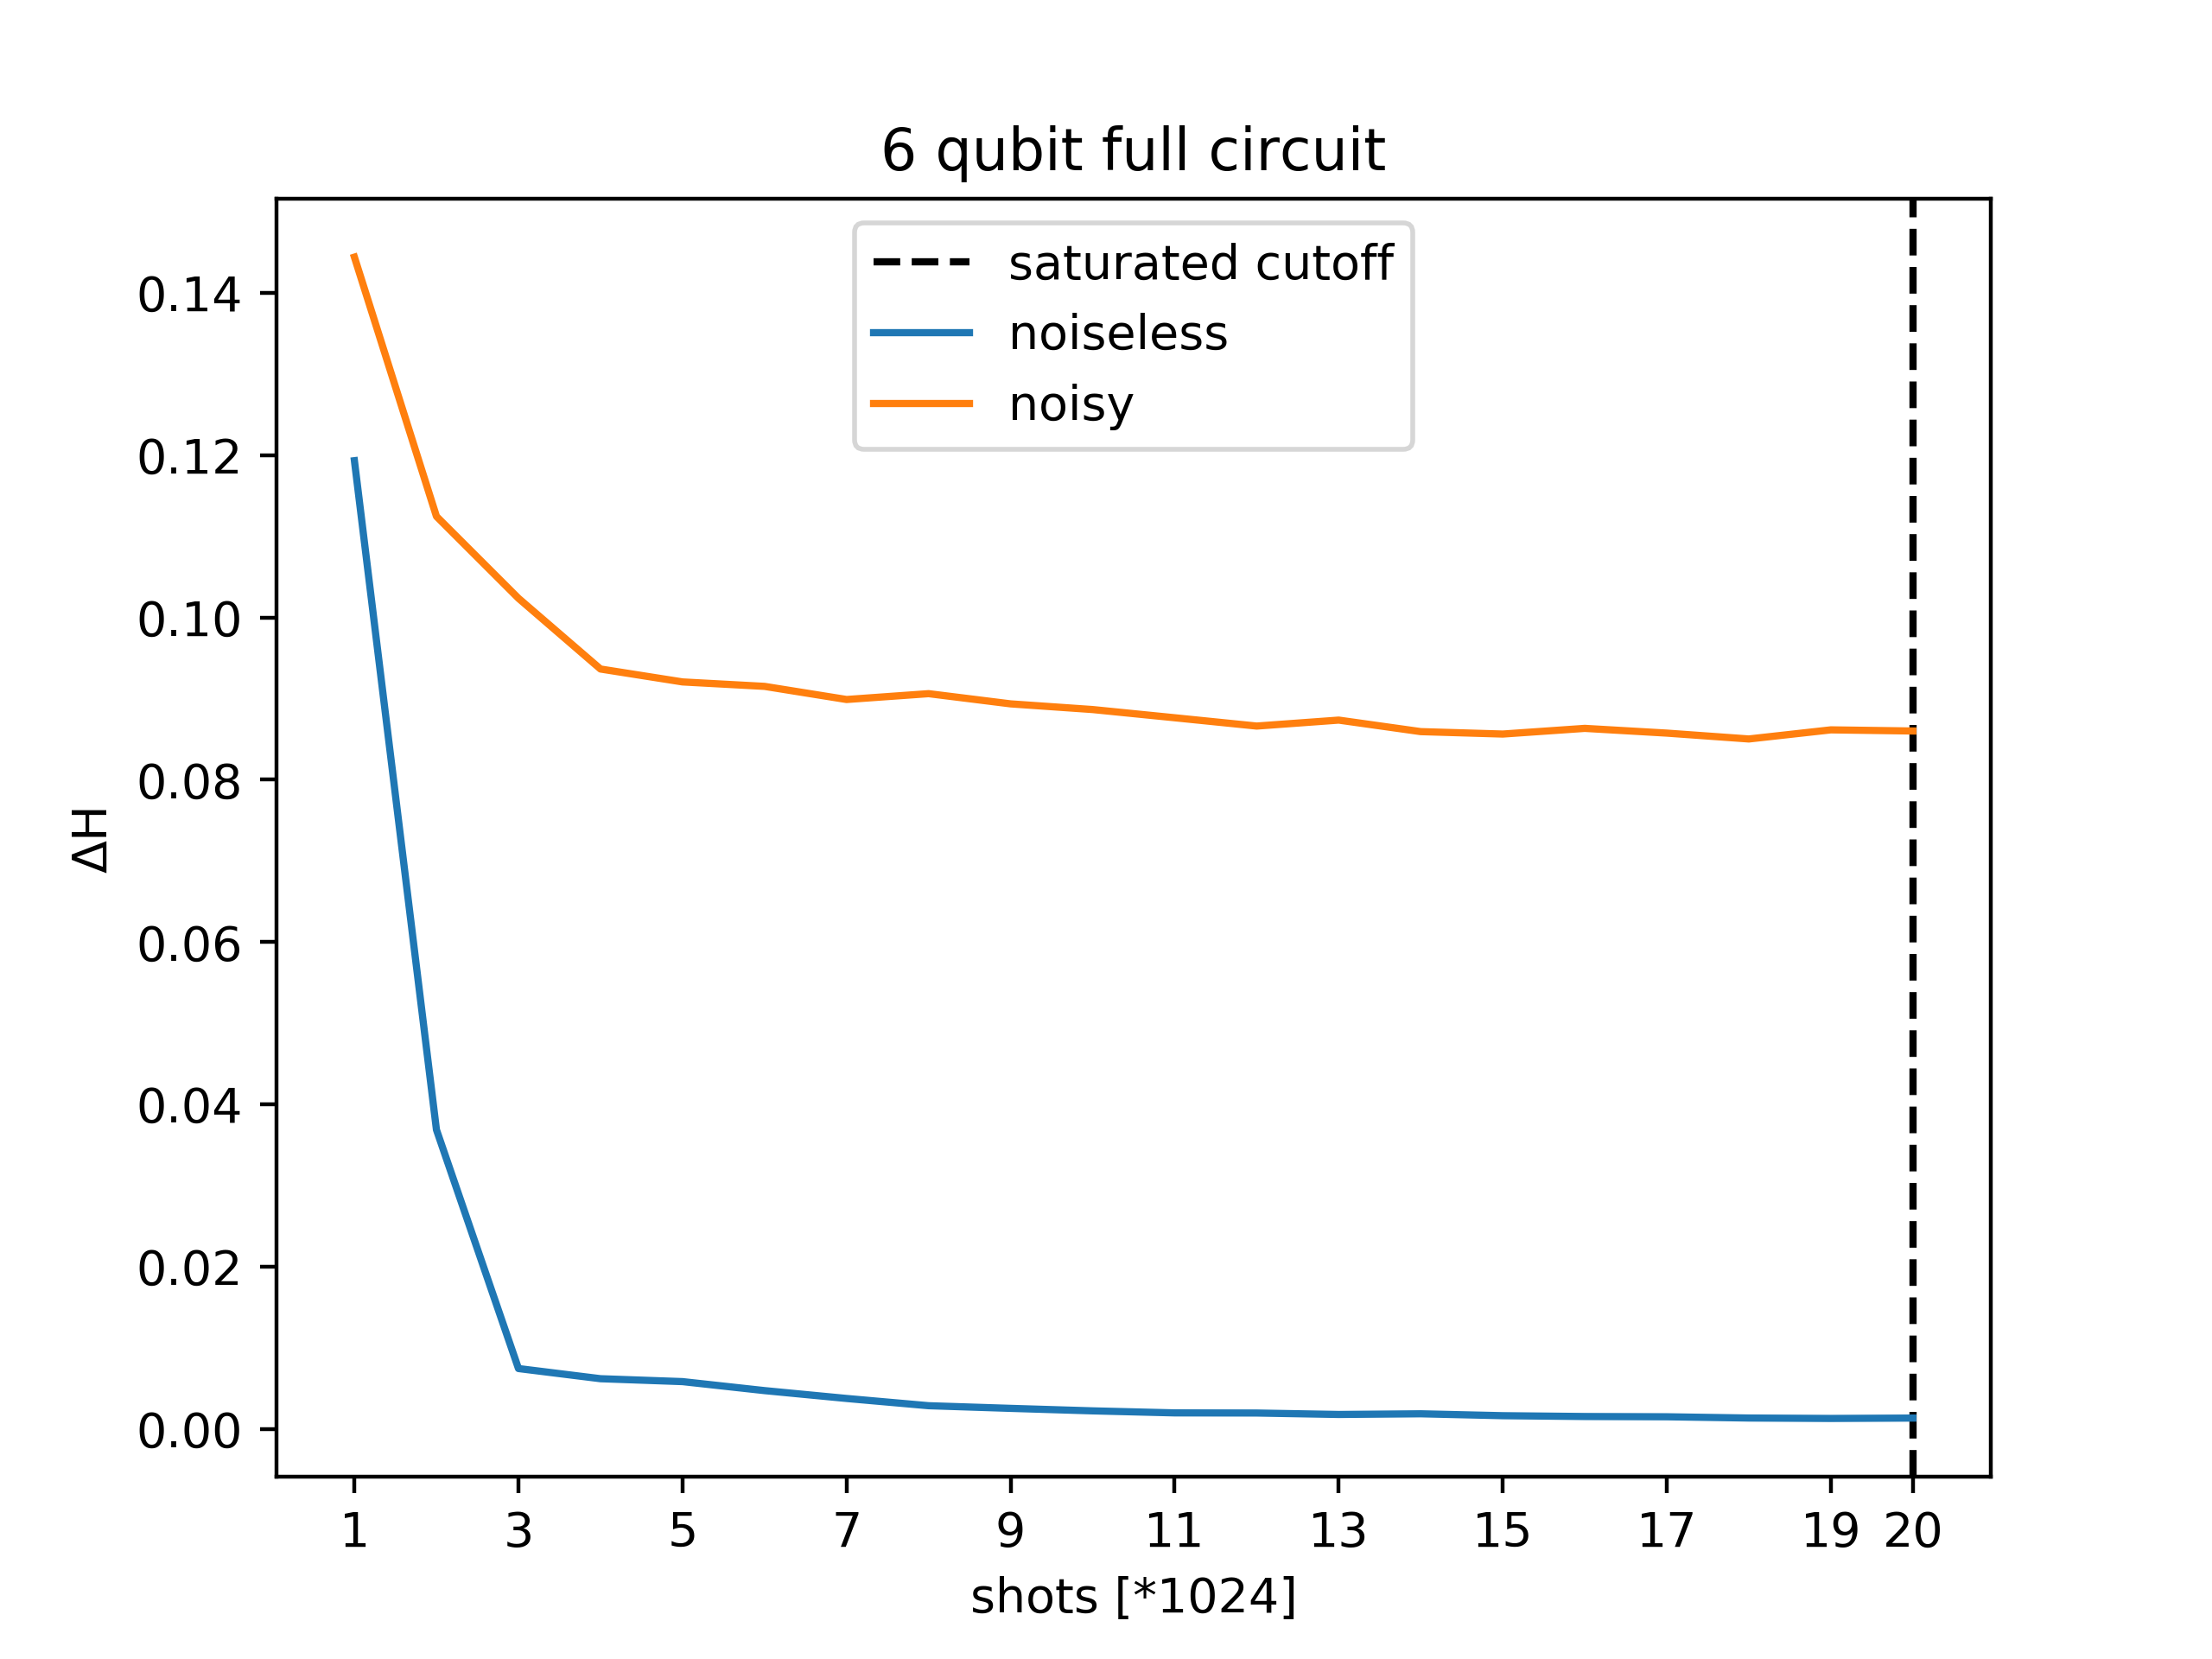 6 qubit full circuit
saturated cutoff
noiseless
noisy
0.14
0.12
0.10
0.08
0.06
0.04
0.02
0.00
ΔH
1 3 5 7 9 11 13 15 17 19 20
shots [*1024]